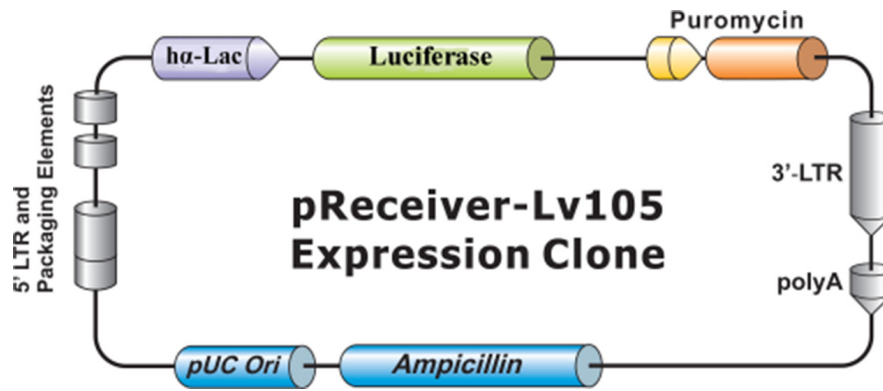 Puromycin
hα-Lac
Luciferase
5' LTR and
Packaging Elements
3'-LTR
pReceiver-Lv105
Expression Clone
polyA
pUC Ori
Ampicillin